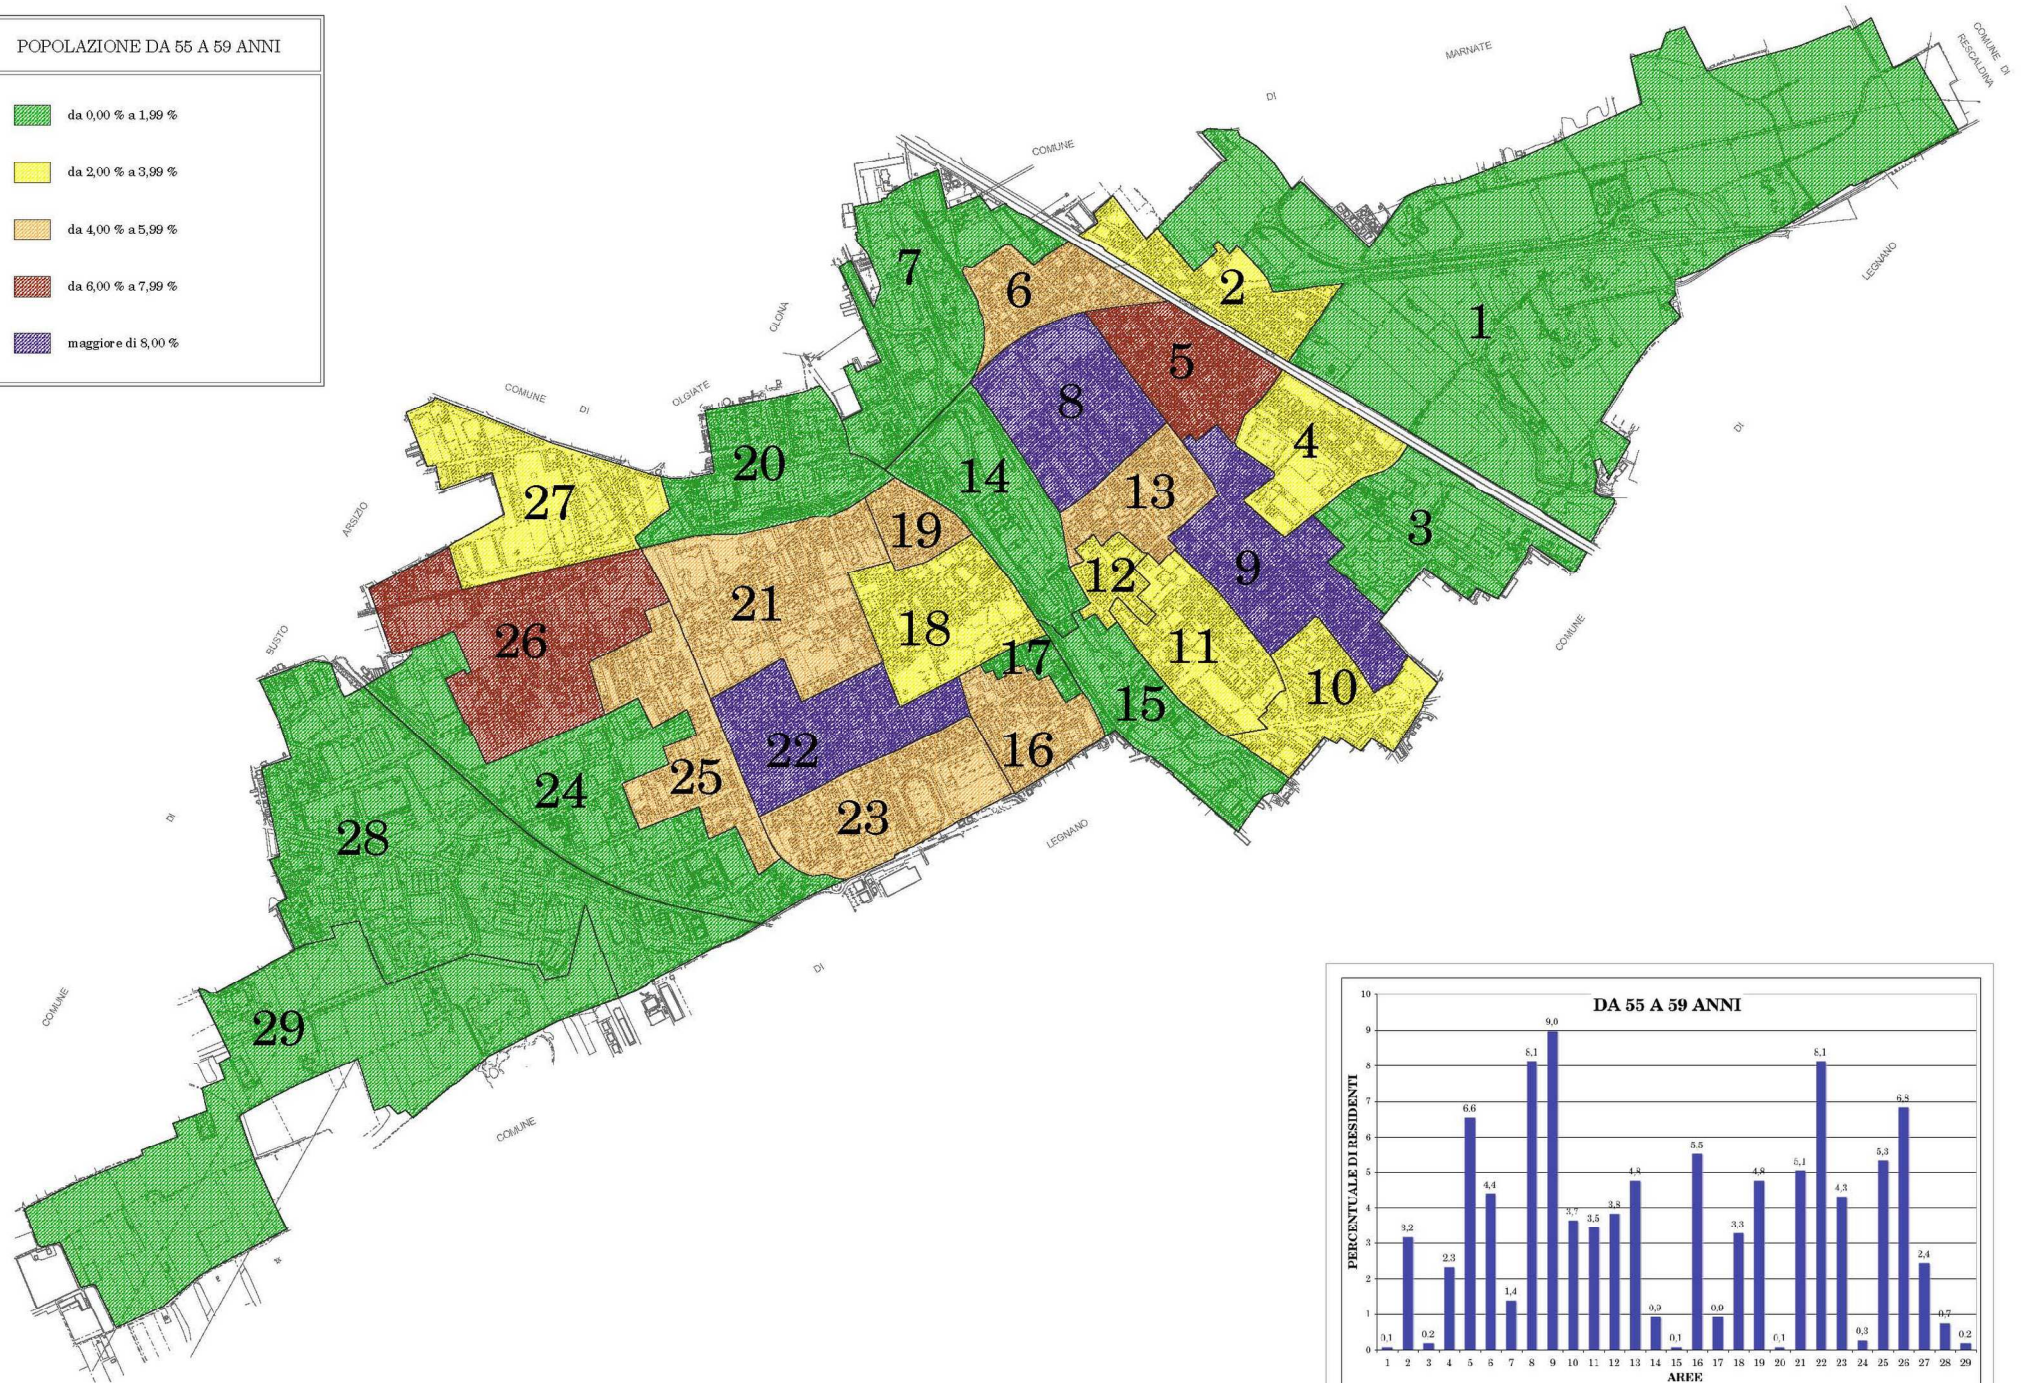 POPOLAZIONE DA 55 A 59 ANNI
da 0,00 % a 1,99 %
da 2,00 % a 3,99 %
da 4,00 % a 5,99 %
da 6,00 % a 7,99 %
maggiore di 8,00 %
COMUNE DI RESCALDINA
MARNATE
DI
COMUNE
LEGNANO
DI
COMUNE
OLONA
OLGIATE
DI
COMUNE
ARSIZIO
BUSTO
DI
COMUNE
LEGNANO
DI
COMUNE
1
2
3
4
5
6
7
8
9
10
11
12
13
14
15
16
17
18
19
20
21
22
23
24
25
26
27
28
29
DA 55 A 59 ANNI
PERCENTUALE DI RESIDENTI
10
9
8
7
6
5
4
3
2
1
0
0,1 3,2 0,2 2,3 6,6 4,4 1,4 8,1 9,0 3,7 3,5 3,8 4,8 0,1 5,5 3,3 4,8 0,1 5,1 8,1 4,3 0,3 5,3 6,8 2,4 0,7 0,2
1 2 3 4 5 6 7 8 9 10 11 12 13 14 15 16 17 18 19 20 21 22 23 24 25 26 27 28 29
AREE